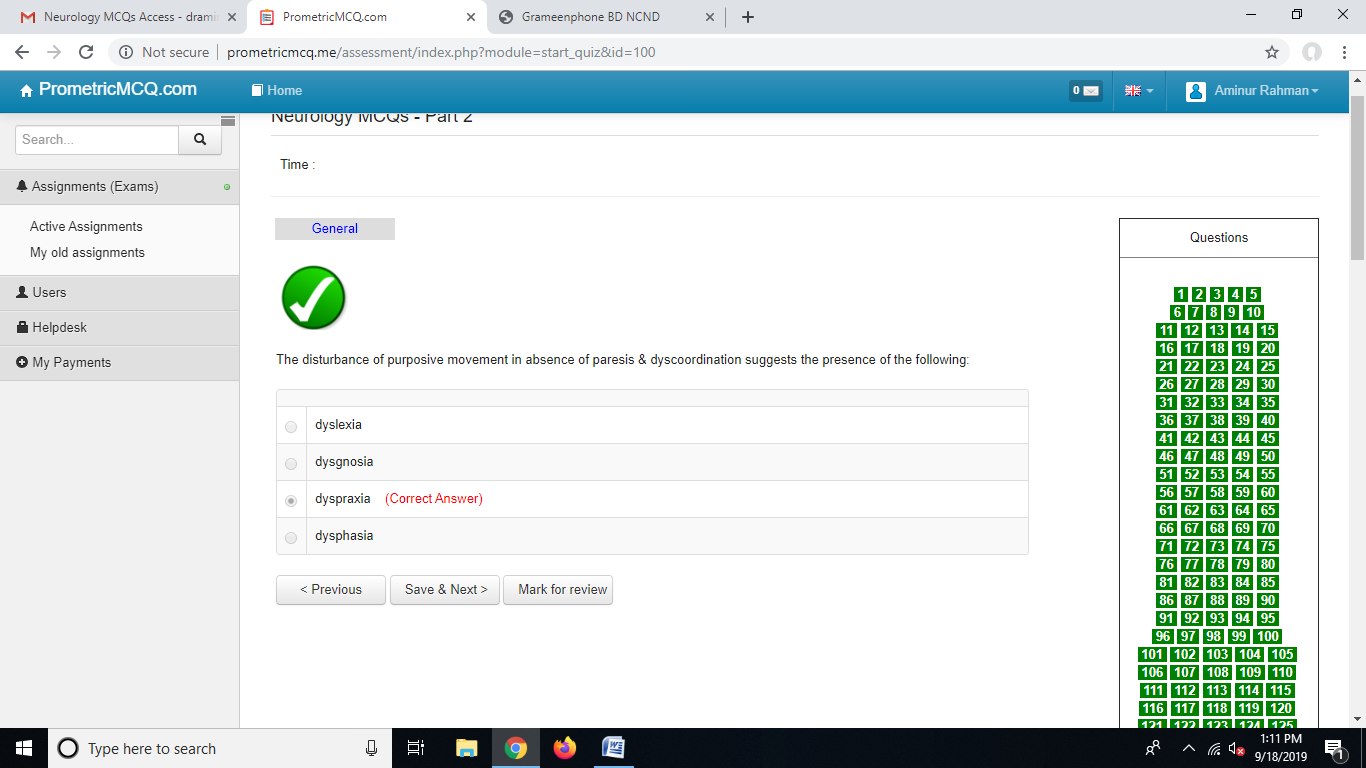 Neurology MCQs Access - drami
PrometricMCQ.com
Grameenphone BD NCND
Not secure
prometricmcq.me/assessment/index.php?module=start_quiz&id=100
PrometricMCQ.com
Home
0
Aminur Rahman
Neurology MCQs - Part 2
Search...
Time :
Assignments (Exams)
Active Assignments
My old assignments
Users
Helpdesk
My Payments
General
The disturbance of purposive movement in absence of paresis & dyscoordination suggests the presence of the following:
dyslexia
dysgnosia
dyspraxia (Correct Answer)
dysphasia
< Previous
Save & Next >
Mark for review
Questions
1 2 3 4 5
6 7 8 9 10
11 12 13 14 15
16 17 18 19 20
21 22 23 24 25
26 27 28 29 30
31 32 33 34 35
36 37 38 39 40
41 42 43 44 45
46 47 48 49 50
51 52 53 54 55
56 57 58 59 60
61 62 63 64 65
66 67 68 69 70
71 72 73 74 75
76 77 78 79 80
81 82 83 84 85
86 87 88 89 90
91 92 93 94 95
96 97 98 99 100
101 102 103 104 105
106 107 108 109 110
111 112 113 114 115
116 117 118 119 120
121 122 123 124 125
Type here to search
1:11 PM
9/18/2019
1